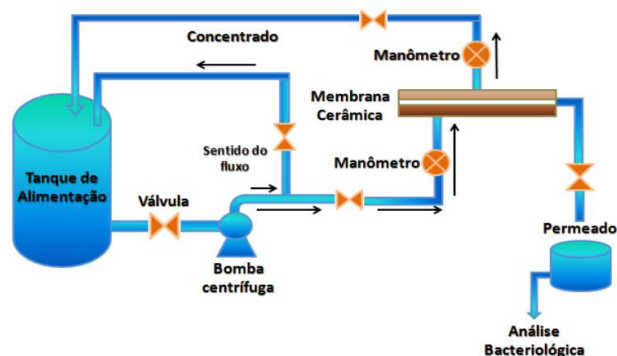 Concentrado
Manômetro
Membrana
Cerâmica
Sentido do
fluxo
Manômetro
Tanque de
Alimentação
Válvula
Bomba
centrífuga
Permeado
Análise
Bacteriológica